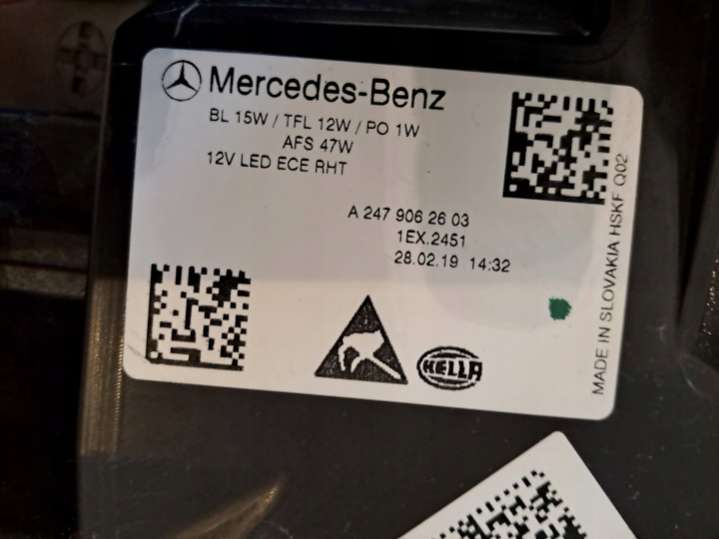 Mercedes-Benz
BL 15W / TFL 12W / PO 1W
AFS 47W
12V LED ECE RHT
A 247 906 26 03
1EX.2451
28.02.19 14:32
HELLA
MADE IN SLOVAKIA HSKF Q02